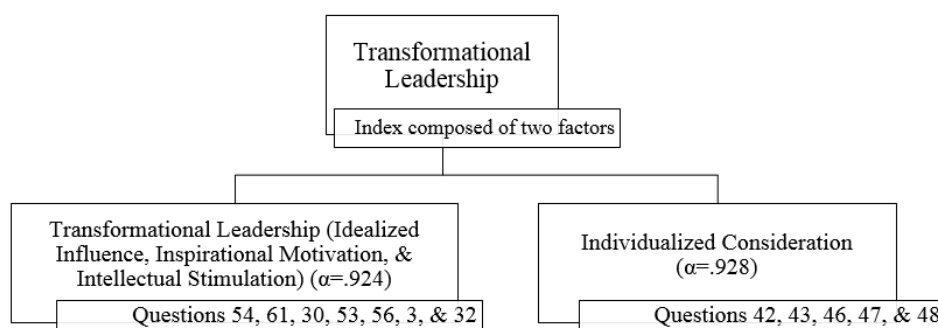 Transformational
Leadership
Index composed of two factors
Transformational Leadership (Idealized
Influence, Inspirational Motivation, &
Intellectual Stimulation) (α=.924)
Questions 54, 61, 30, 53, 56, 3, & 32
Individualized Consideration
(α=.928)
Questions 42, 43, 46, 47, & 48